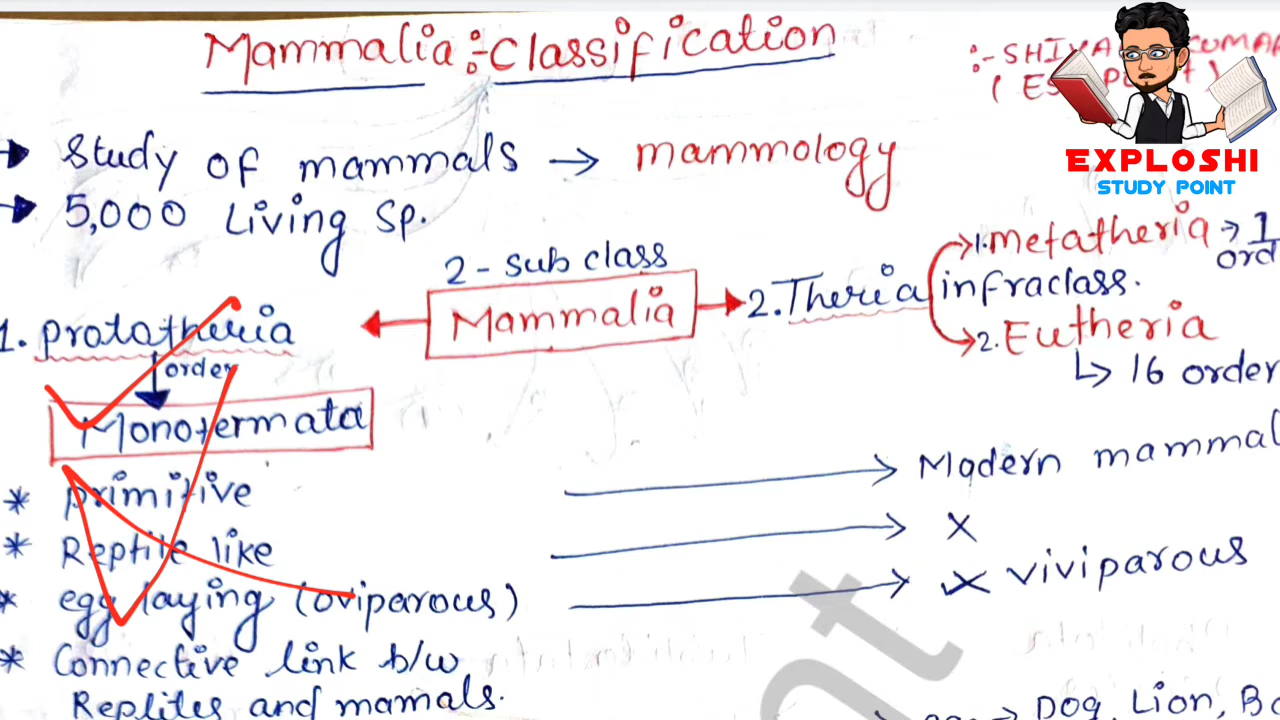 Mammalia :- Classification
:- SHIVA
EXPLOSHI
STUDY POINT
→ Study of mammals → mammology
→ 5,000 Living Sp.
2 - sub class
Mammalia
1. protatheria
order
Monotermata
2. Theria infraclass.
1. metatheria → 1
ord
2. Eutheria
↳ 16 order
* primitive → Modern mammal
* Reptile like → ×
* egg laying (oviparous) → × viviparous
* Connective link b/w
Replites and mamals.
→ Dog, Lion, Ba